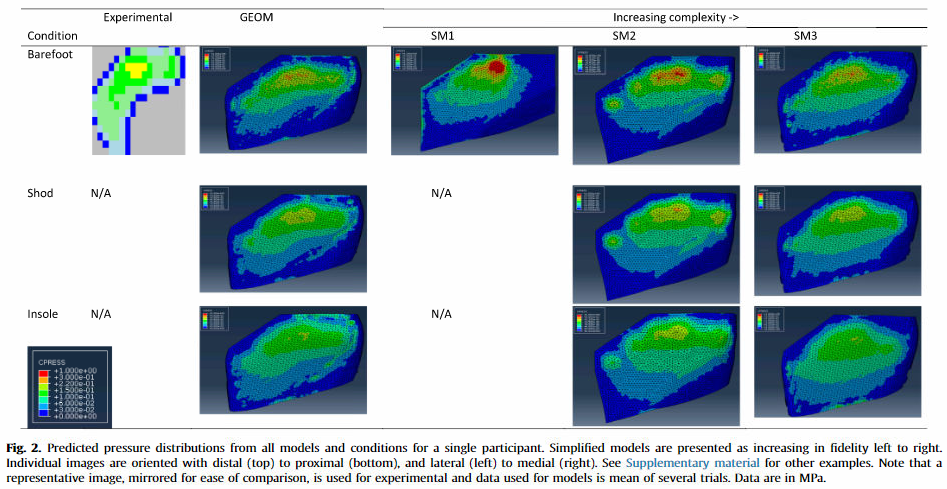 Experimental GEOM Increasing complexity ->
Condition SM1 SM2 SM3
Barefoot
Shod N/A N/A
Insole N/A N/A
CPRESS
+1.000e+00
+3.000e-01
+2.200e-01
+1.500e-01
+6.000e-02
+3.000e-02
+0.000e+00
Fig. 2. Predicted pressure distributions from all models and conditions for a single participant. Simplified models are presented as increasing in fidelity left to right.
Individual images are oriented with distal (top) to proximal (bottom), and lateral (left) to medial (right). See Supplementary material for other examples. Note that a
representative image, mirrored for ease of comparison, is used for experimental and data used for models is mean of several trials. Data are in MPa.